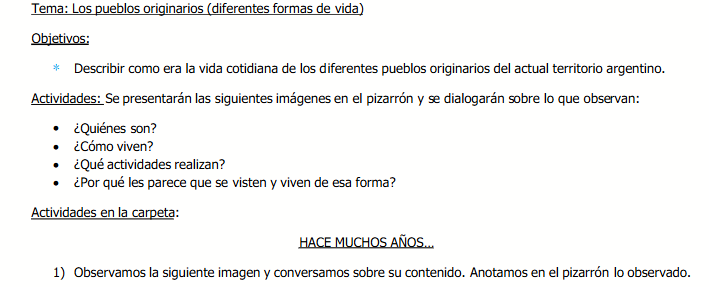 Tema: Los pueblos originarios (diferentes formas de vida)
Objetivos:
* Describir como era la vida cotidiana de los diferentes pueblos originarios del actual territorio argentino.
Actividades: Se presentarán las siguientes imágenes en el pizarrón y se dialogarán sobre lo que observan:
• ¿Quiénes son?
• ¿Cómo viven?
• ¿Qué actividades realizan?
• ¿Por qué les parece que se visten y viven de esa forma?
Actividades en la carpeta:
HACE MUCHOS AÑOS…
1) Observamos la siguiente imagen y conversamos sobre su contenido. Anotamos en el pizarrón lo observado.